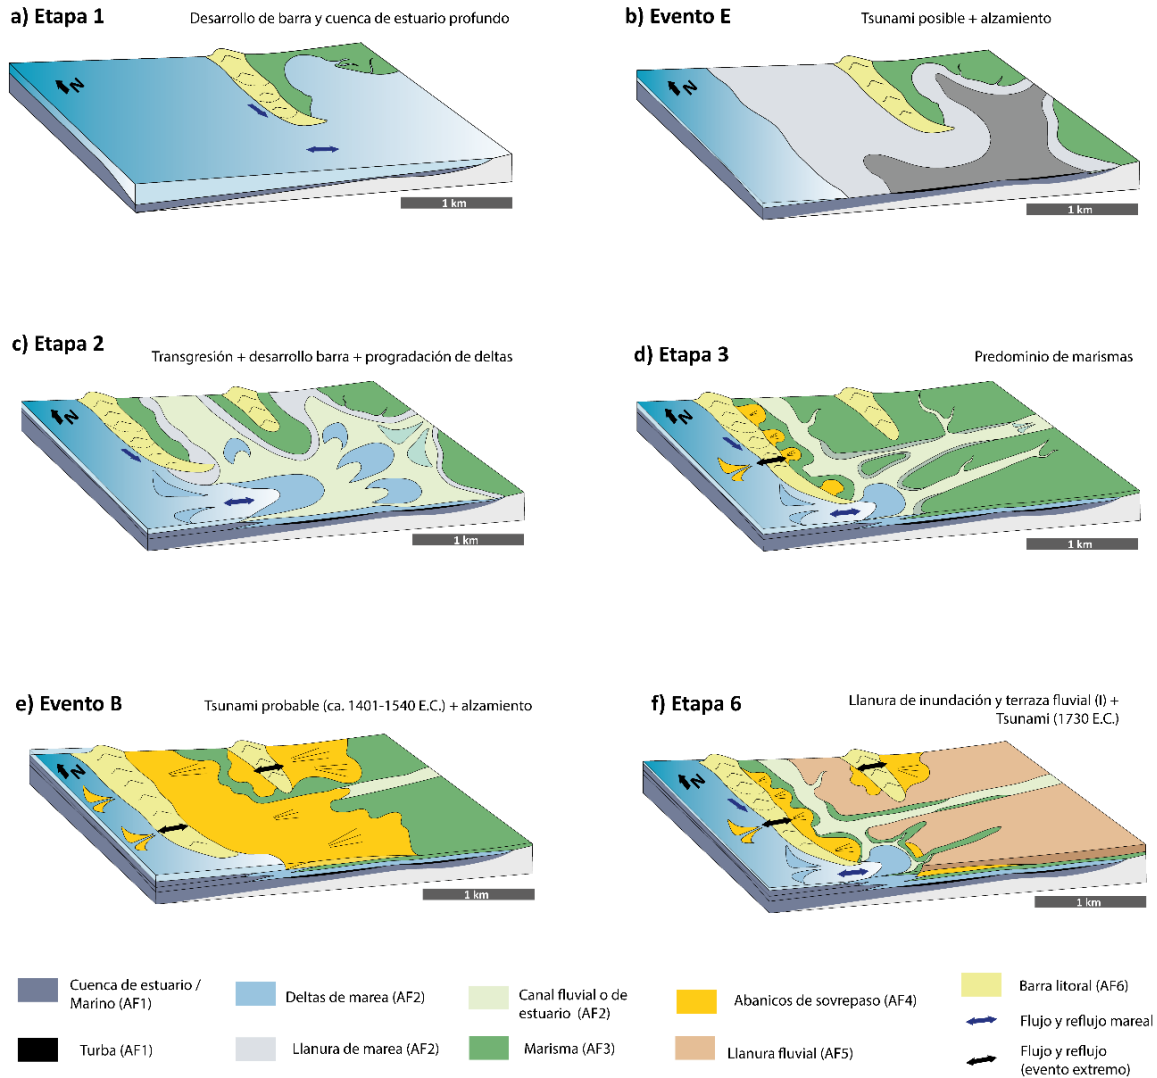 a) Etapa 1
Desarrollo de barra y cuenca de estuario profundo
N
1 km
b) Evento E
Tsunami posible + alzamiento
N
1 km
c) Etapa 2
Transgresión + desarrollo barra + progradación de deltas
N
1 km
d) Etapa 3
Predominio de marismas
N
1 km
e) Evento B
Tsunami probable (ca. 1401-1540 E.C.) + alzamiento
N
1 km
f) Etapa 6
Llanura de inundación y terraza fluvial (I) +
Tsunami (1730 E.C.)
N
1 km
Cuenca de estuario /
Marino (AF1)
Turba (AF1)
Deltas de marea (AF2)
Llanura de marea (AF2)
Canal fluvial o de
estuario (AF2)
Marisma (AF3)
Abanicos de sovrepaso (AF4)
Llanura fluvial (AF5)
Barra litoral (AF6)
Flujo y reflujo mareal
Flujo y reflujo
(evento extremo)